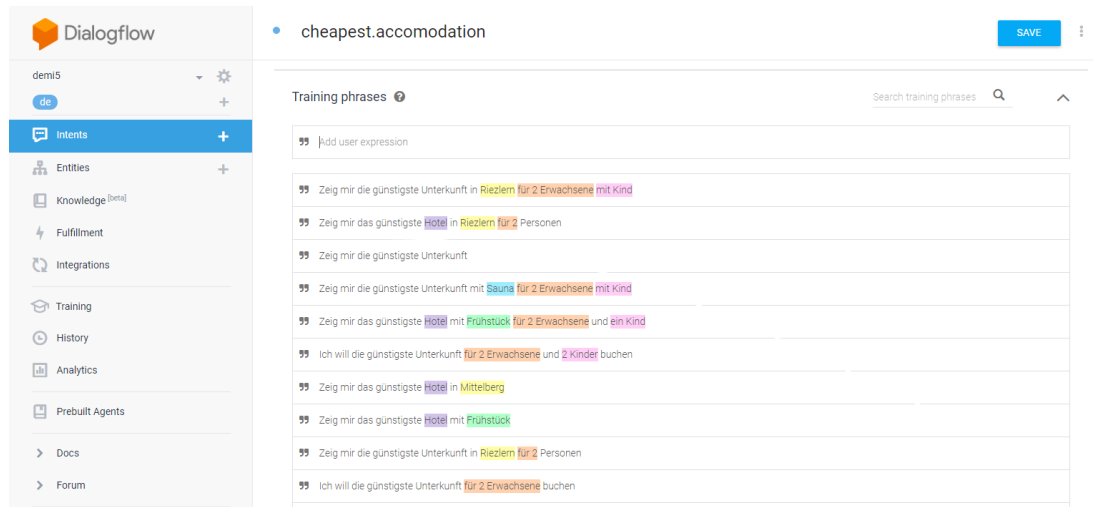 Dialogflow
cheapest.accomodation
SAVE
demi5
de
Intents
Entities
Knowledge [beta]
Fulfillment
Integrations
Training
History
Analytics
Prebuilt Agents
Docs
Forum
Training phrases
Search training phrases
Add user expression
Zeig mir die günstigste Unterkunft in Riezlern für 2 Erwachsene mit Kind
Zeig mir das günstigste Hotel in Riezlern für 2 Personen
Zeig mir die günstigste Unterkunft
Zeig mir die günstigste Unterkunft mit Sauna für 2 Erwachsene mit Kind
Zeig mir das günstigste Hotel mit Frühstück für 2 Erwachsene und ein Kind
Ich will die günstigste Unterkunft für 2 Erwachsene und 2 Kinder buchen
Zeig mir das günstigste Hotel in Mittelberg
Zeig mir das günstigste Hotel mit Frühstück
Zeig mir die günstigste Unterkunft in Riezlern für 2 Personen
Ich will die günstigste Unterkunft für 2 Erwachsene buchen